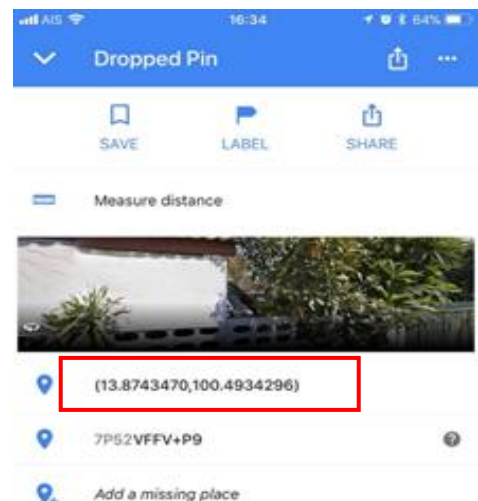 AIS 16:34 64%
Dropped Pin
SAVE LABEL SHARE
Measure distance
(13.8743470,100.4934296)
7P52VFFV+P9
Add a missing place